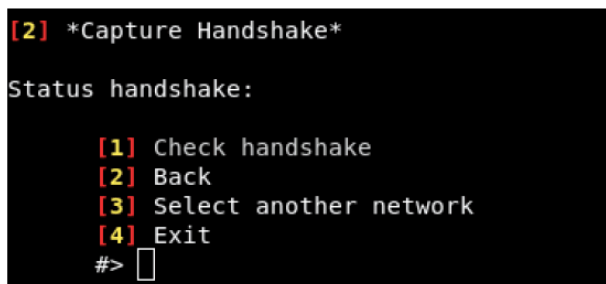 [2] *Capture Handshake*
Status handshake:
[1] Check handshake
[2] Back
[3] Select another network
[4] Exit
#>